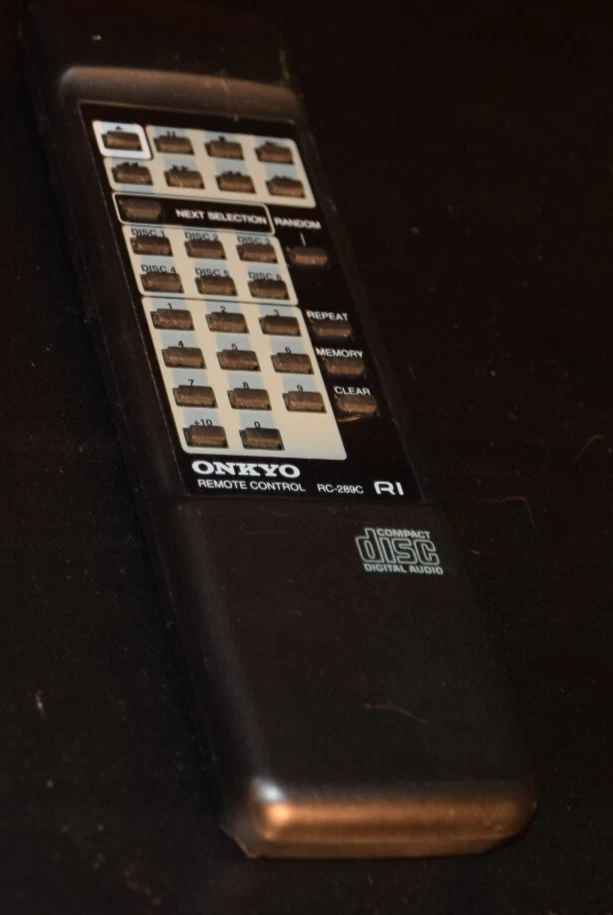 NEXT SELECTION
RANDOM
DISC 1 DISC 2 DISC 3
DISC 4 DISC 5 DISC 6
1 2 3
REPEAT
4 5 6
MEMORY
7 8 9
CLEAR
+10 0
ONKYO
REMOTE CONTROL RC-289C RI
COMPACT
disc
DIGITAL AUDIO